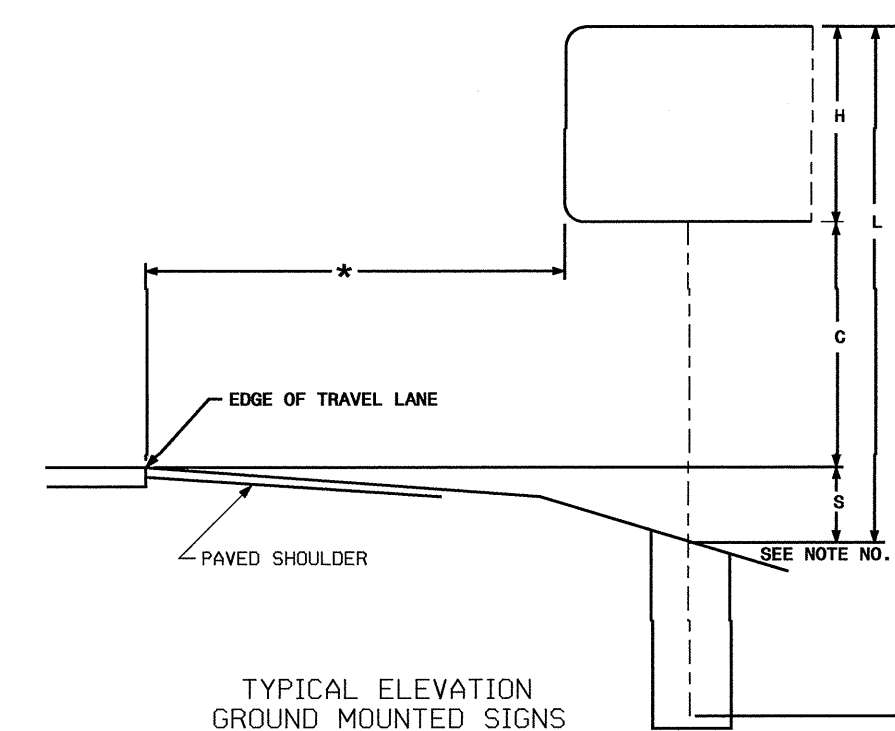 H
L
*
C
EDGE OF TRAVEL LANE
S
SEE NOTE NO.
PAVED SHOULDER
TYPICAL ELEVATION
GROUND MOUNTED SIGNS